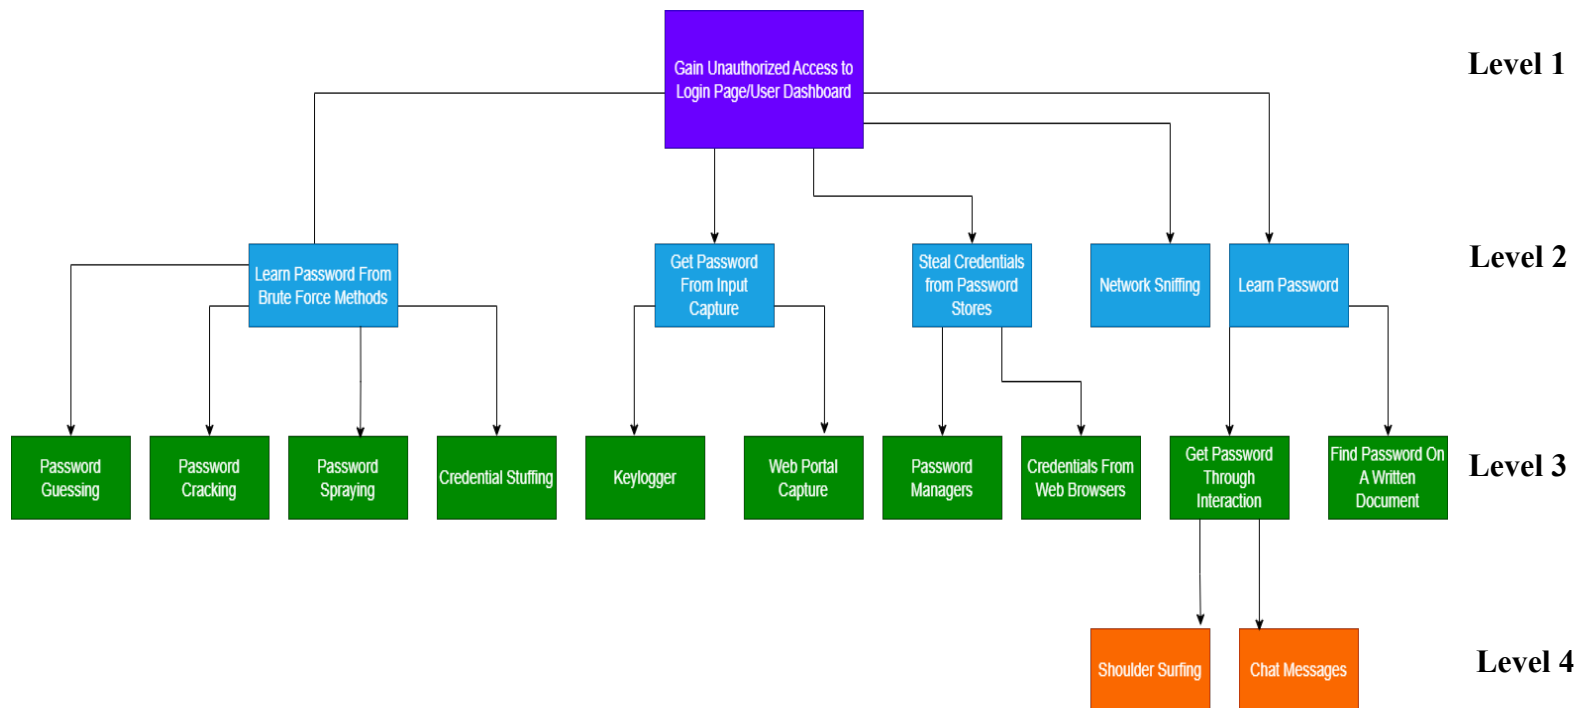 Gain Unauthorized Access to
Login Page/User Dashboard
Level 1
Learn Password From
Brute Force Methods
Get Password
From Input
Capture
Steal Credentials
from Password
Stores
Network Sniffing
Learn Password
Level 2
Password
Guessing
Password
Cracking
Password
Spraying
Credential Stuffing
Keylogger
Web Portal
Capture
Password
Managers
Credentials From
Web Browsers
Get Password
Through
Interaction
Find Password On
A Written
Document
Level 3
Shoulder Surfing
Chat Messages
Level 4